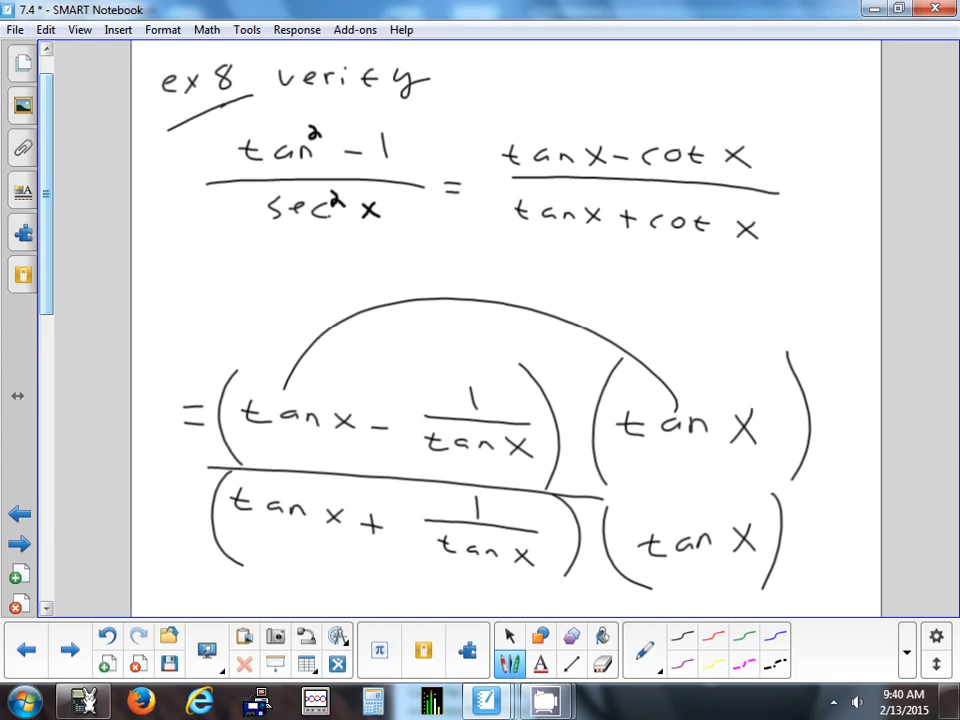 7.4 * - SMART Notebook
File Edit View Insert Format Math Tools Response Add-ons Help
ex 8 verify
tan² - 1
sec² x
=
tan x - cot x
tan x + cot x
= (tan x - 1/tan x) (tan x)
(tan x + 1/tan x) (tan x)
9:40 AM
2/13/2015